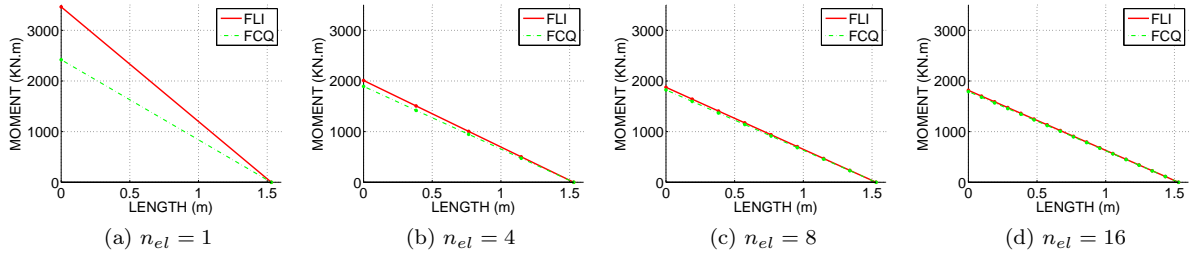 FLI
FCQ
MOMENT (KN.m)
3000
2000
1000
0
0 0.5 1 1.5
LENGTH (m)
(a) n_el = 1
FLI
FCQ
MOMENT (KN.m)
3000
2000
1000
0
0 0.5 1 1.5
LENGTH (m)
(b) n_el = 4
FLI
FCQ
MOMENT (KN.m)
3000
2000
1000
0
0 0.5 1 1.5
LENGTH (m)
(c) n_el = 8
FLI
FCQ
MOMENT (KN.m)
3000
2000
1000
0
0 0.5 1 1.5
LENGTH (m)
(d) n_el = 16